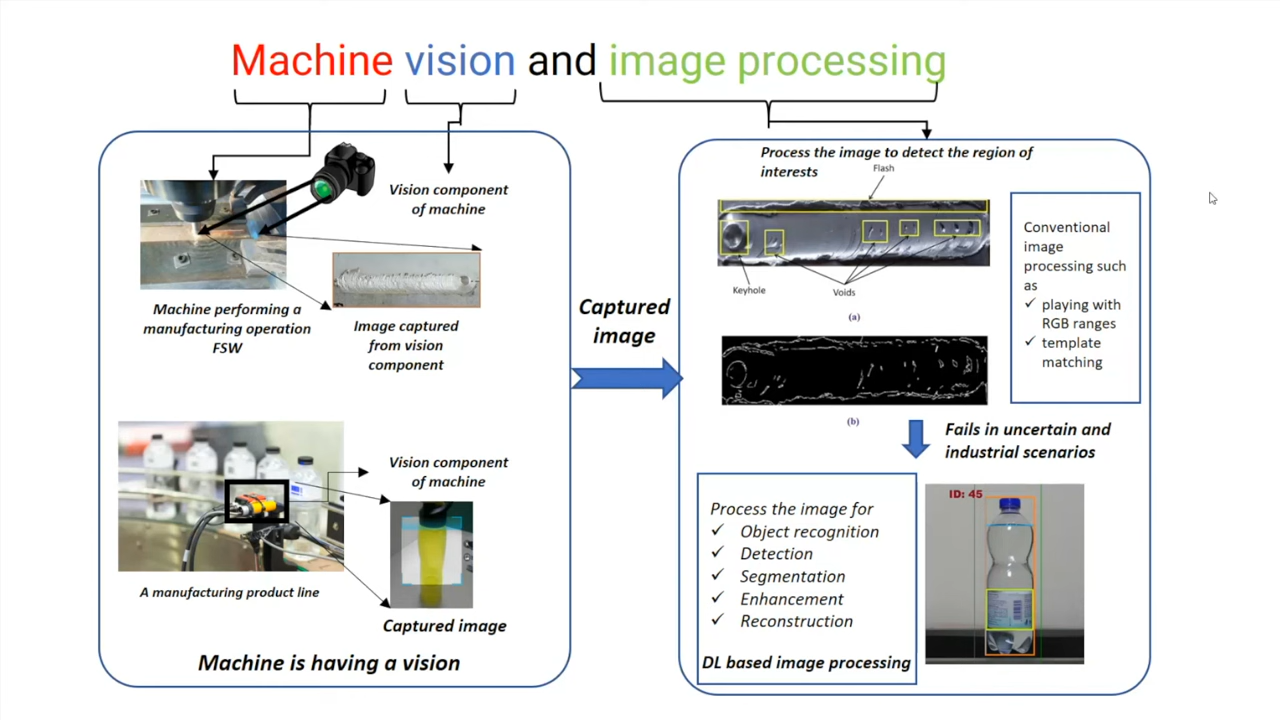 Machine vision and image processing
Vision component
of machine
Machine performing a
manufacturing operation
FSW
Image captured
from vision
component
Vision component
of machine
A manufacturing product line
Captured image
Machine is having a vision
Captured
image
Process the image to detect the region of
interests
Flash
Keyhole
Voids
(a)
(b)
Conventional
image
processing such
as
✓ playing with
RGB ranges
✓ template
matching
Fails in uncertain and
industrial scenarios
Process the image for
✓ Object recognition
✓ Detection
✓ Segmentation
✓ Enhancement
✓ Reconstruction
DL based image processing
ID: 45